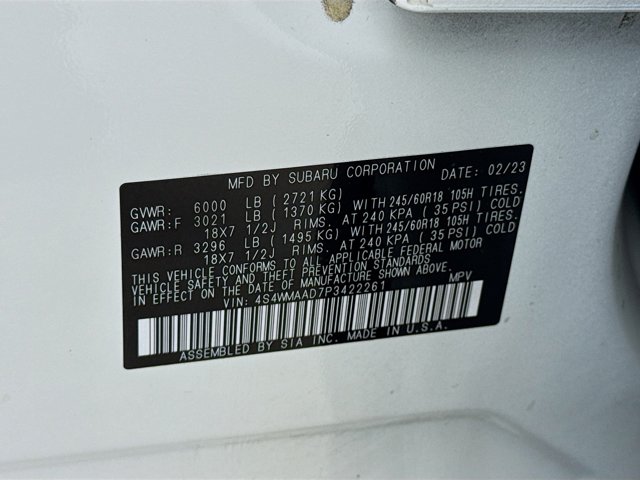 MFD BY SUBARU CORPORATION DATE: 02/23
GVWR: 6000 LB ( 2721 KG)
GAWR:F 3021 LB ( 1370 KG) WITH 245/60R18 105H TIRES.
18X7 1/2J RIMS. AT 240 KPA ( 35 PSI) COLD
GAWR:R 3296 LB ( 1495 KG) WITH 245/60R18 105H TIRES.
18X7 1/2J RIMS. AT 240 KPA ( 35 PSI) COLD
THIS VEHICLE CONFORMS TO ALL APPLICABLE FEDERAL MOTOR
VEHICLE SAFETY AND THEFT PREVENTION STANDARDS
IN EFFECT ON THE DATE OF MANUFACTURE SHOWN ABOVE.
VIN: 4S4WMAAD7P3422261 MPV
ASSEMBLED BY SIA INC. MADE IN U.S.A.